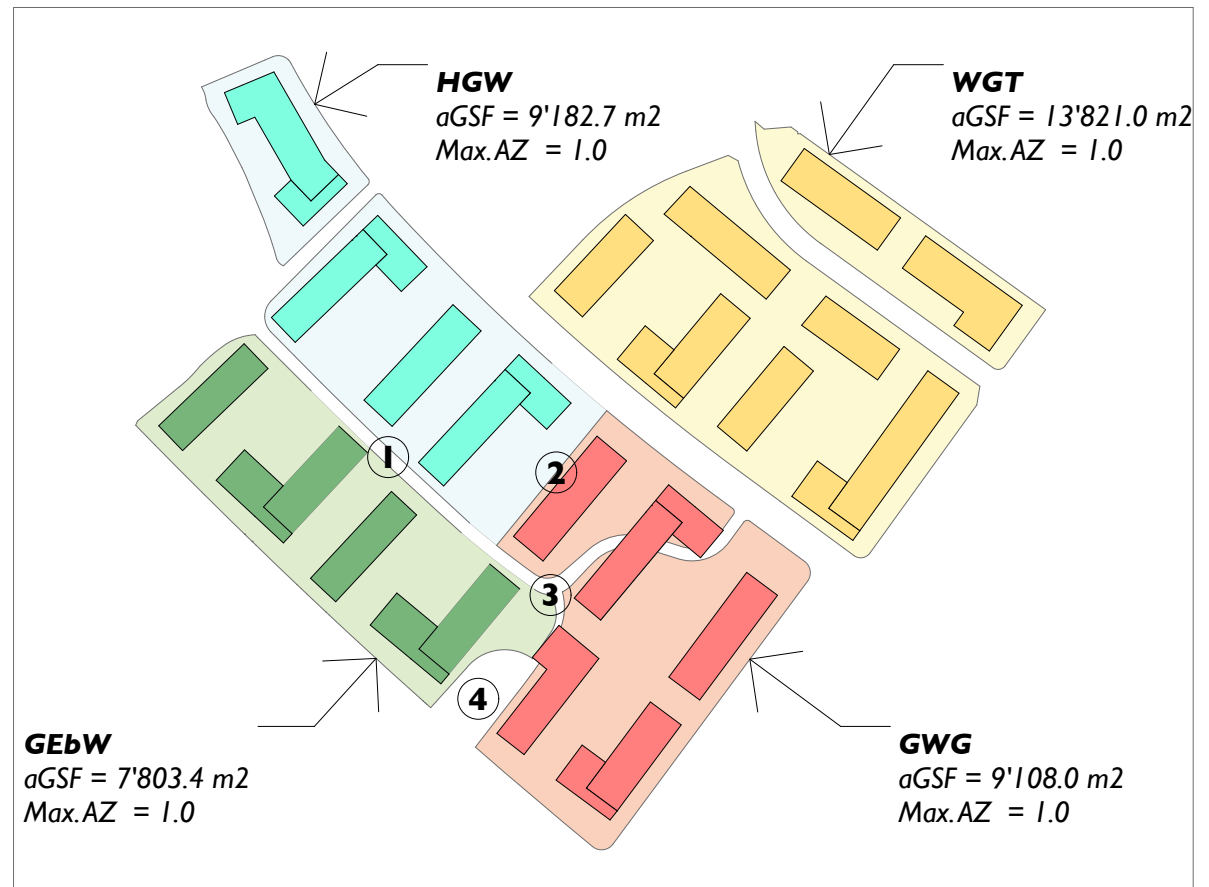 HGW
aGSF = 9'182.7 m2
Max.AZ = 1.0
WGT
aGSF = 13'821.0 m2
Max.AZ = 1.0
1
2
3
4
GEbW
aGSF = 7'803.4 m2
Max.AZ = 1.0
GWG
aGSF = 9'108.0 m2
Max.AZ = 1.0